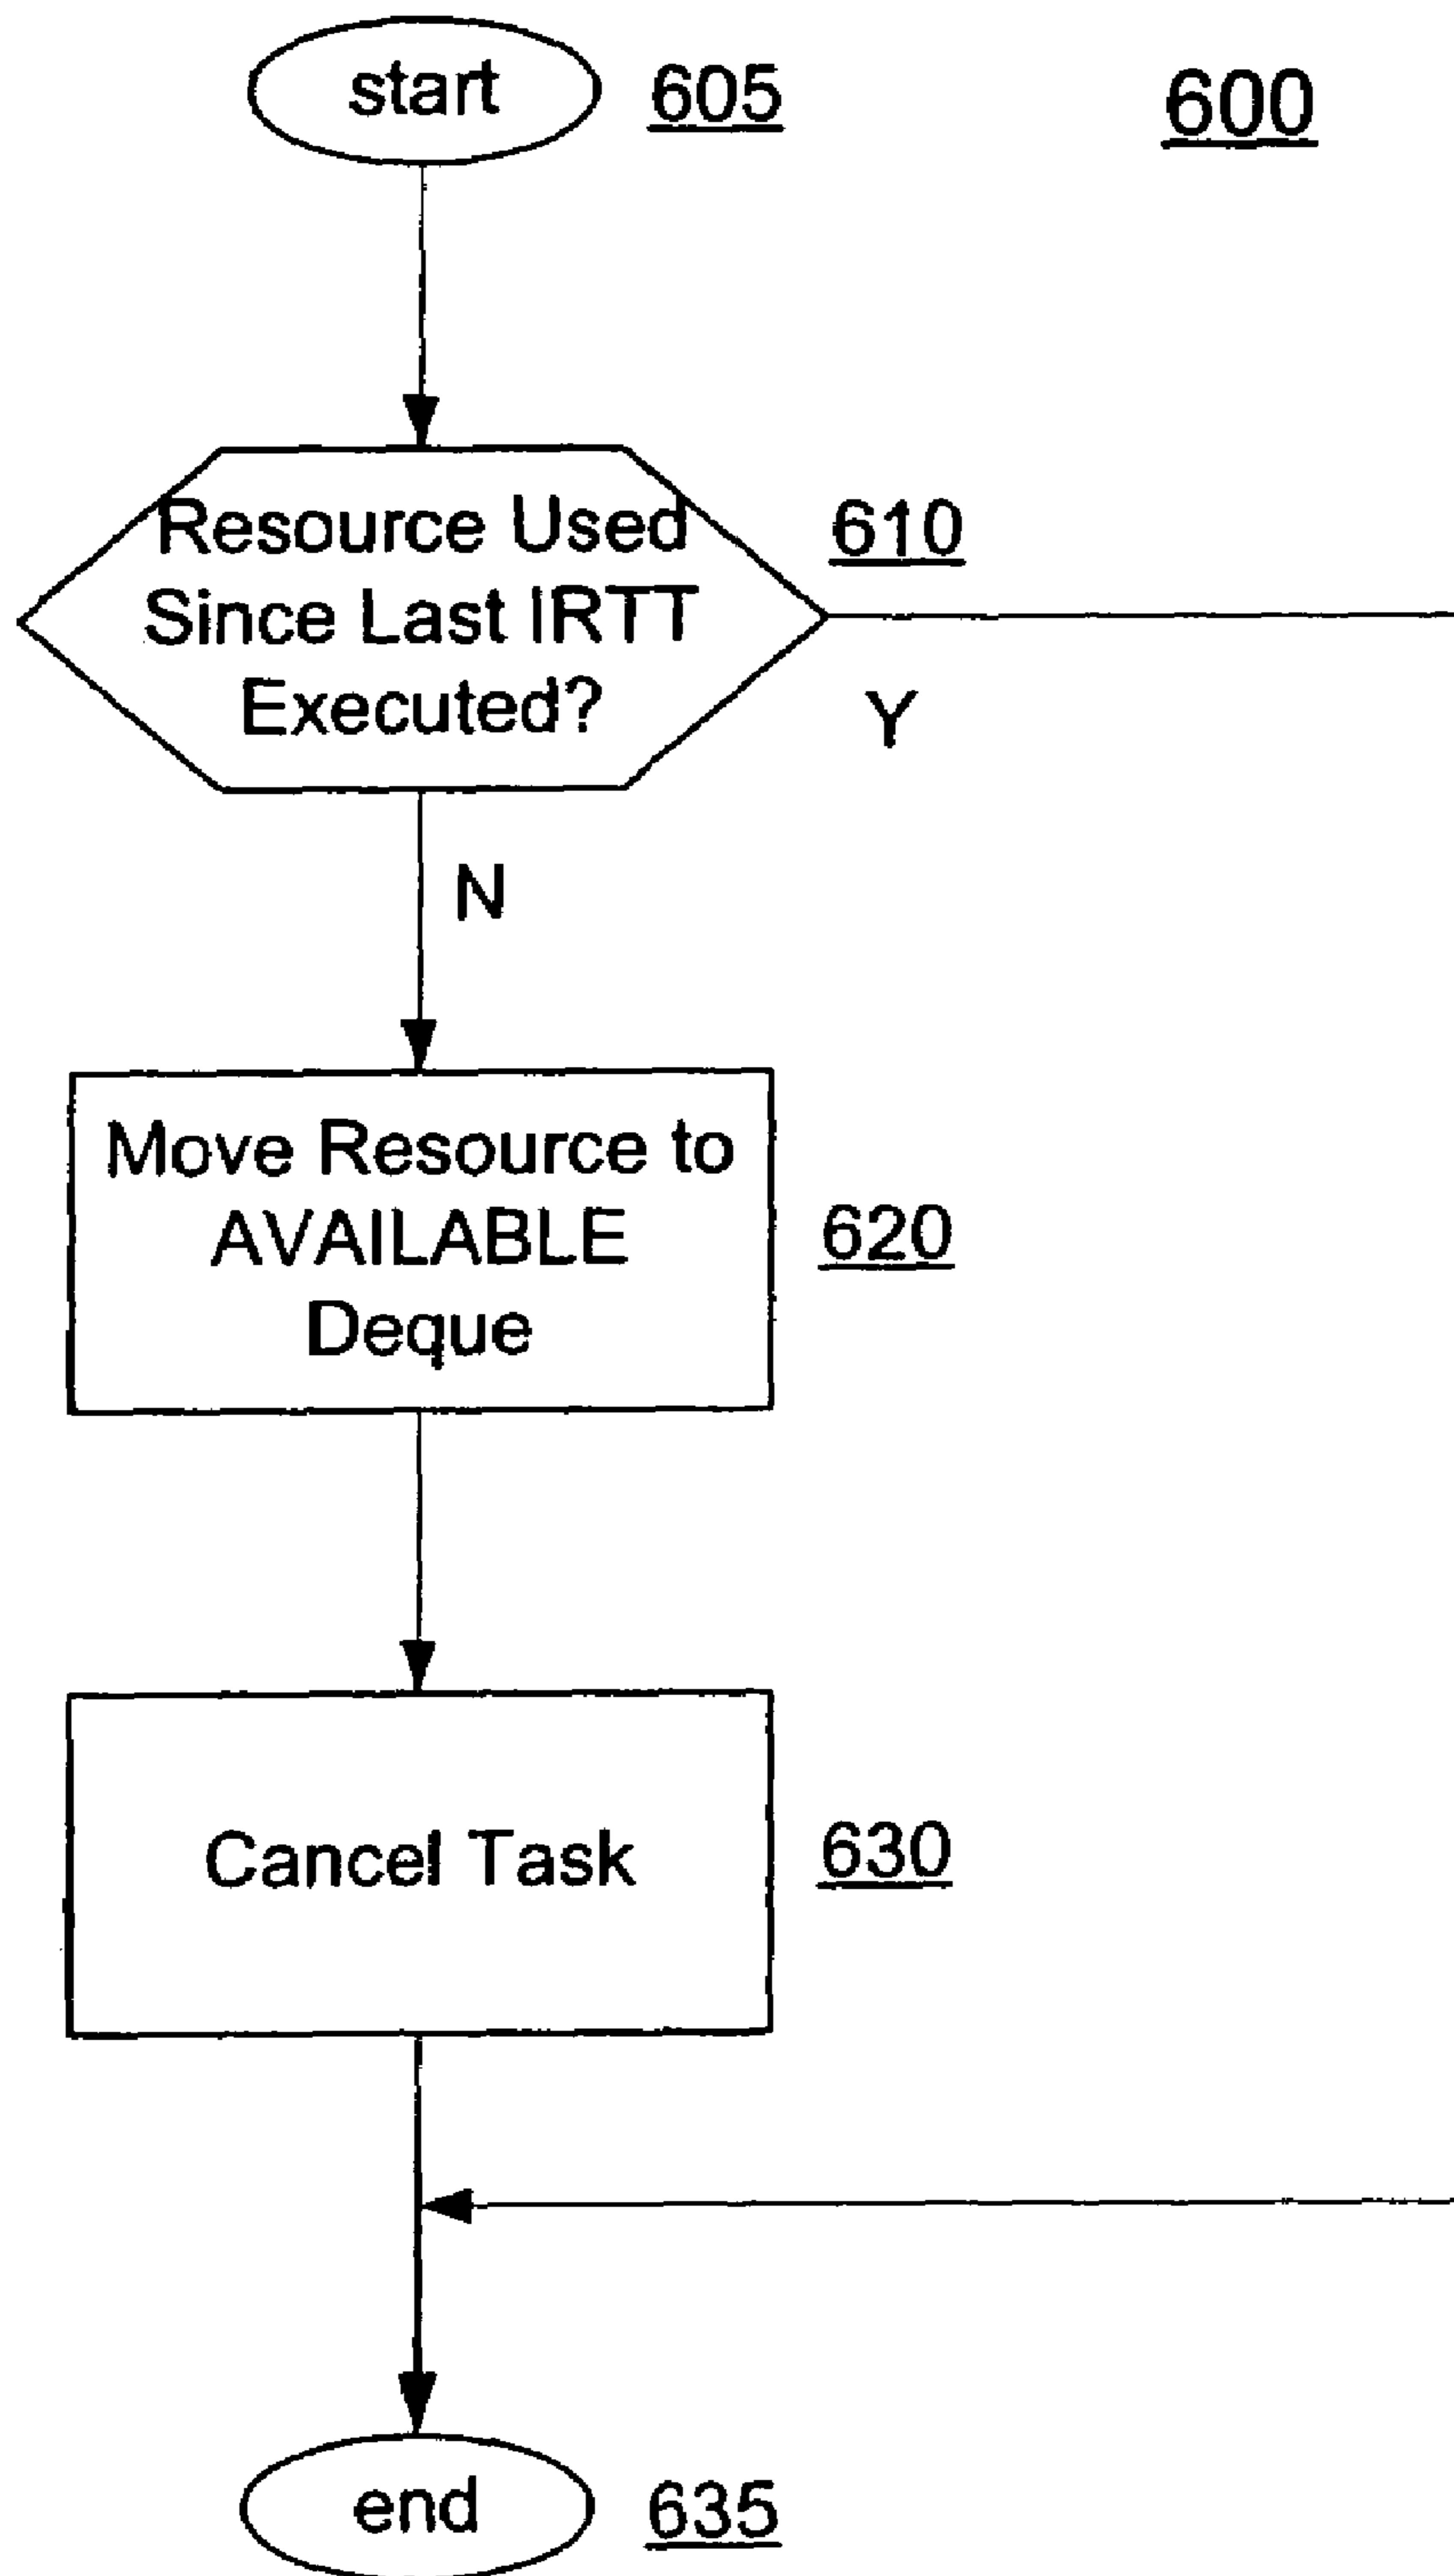 start
605
600
Resource Used
Since Last IRTT
Executed?
610
Y
N
Move Resource to
AVAILABLE
Deque
620
Cancel Task
630
end
635